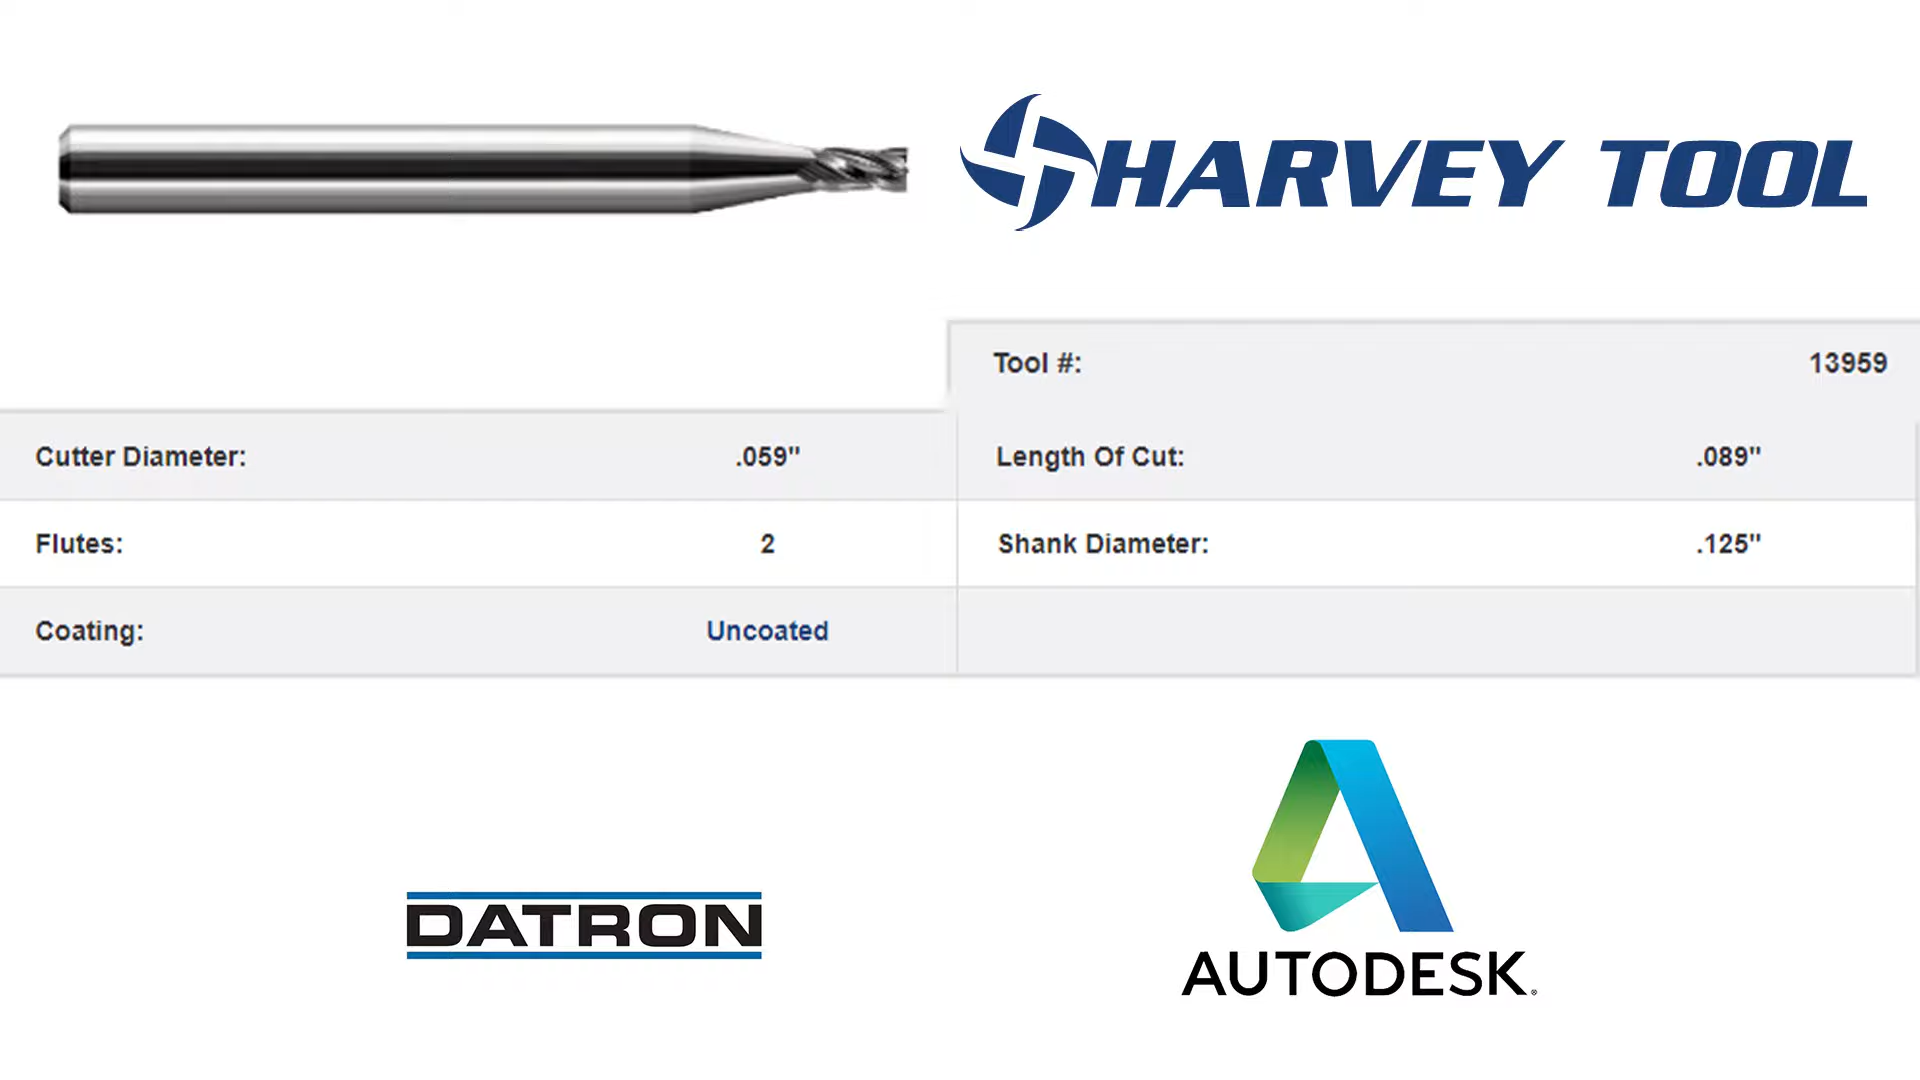 HARVEY TOOL
Tool #: 13959
Cutter Diameter: .059" Length Of Cut: .089"
Flutes: 2 Shank Diameter: .125"
Coating: Uncoated
DATRON
AUTODESK®